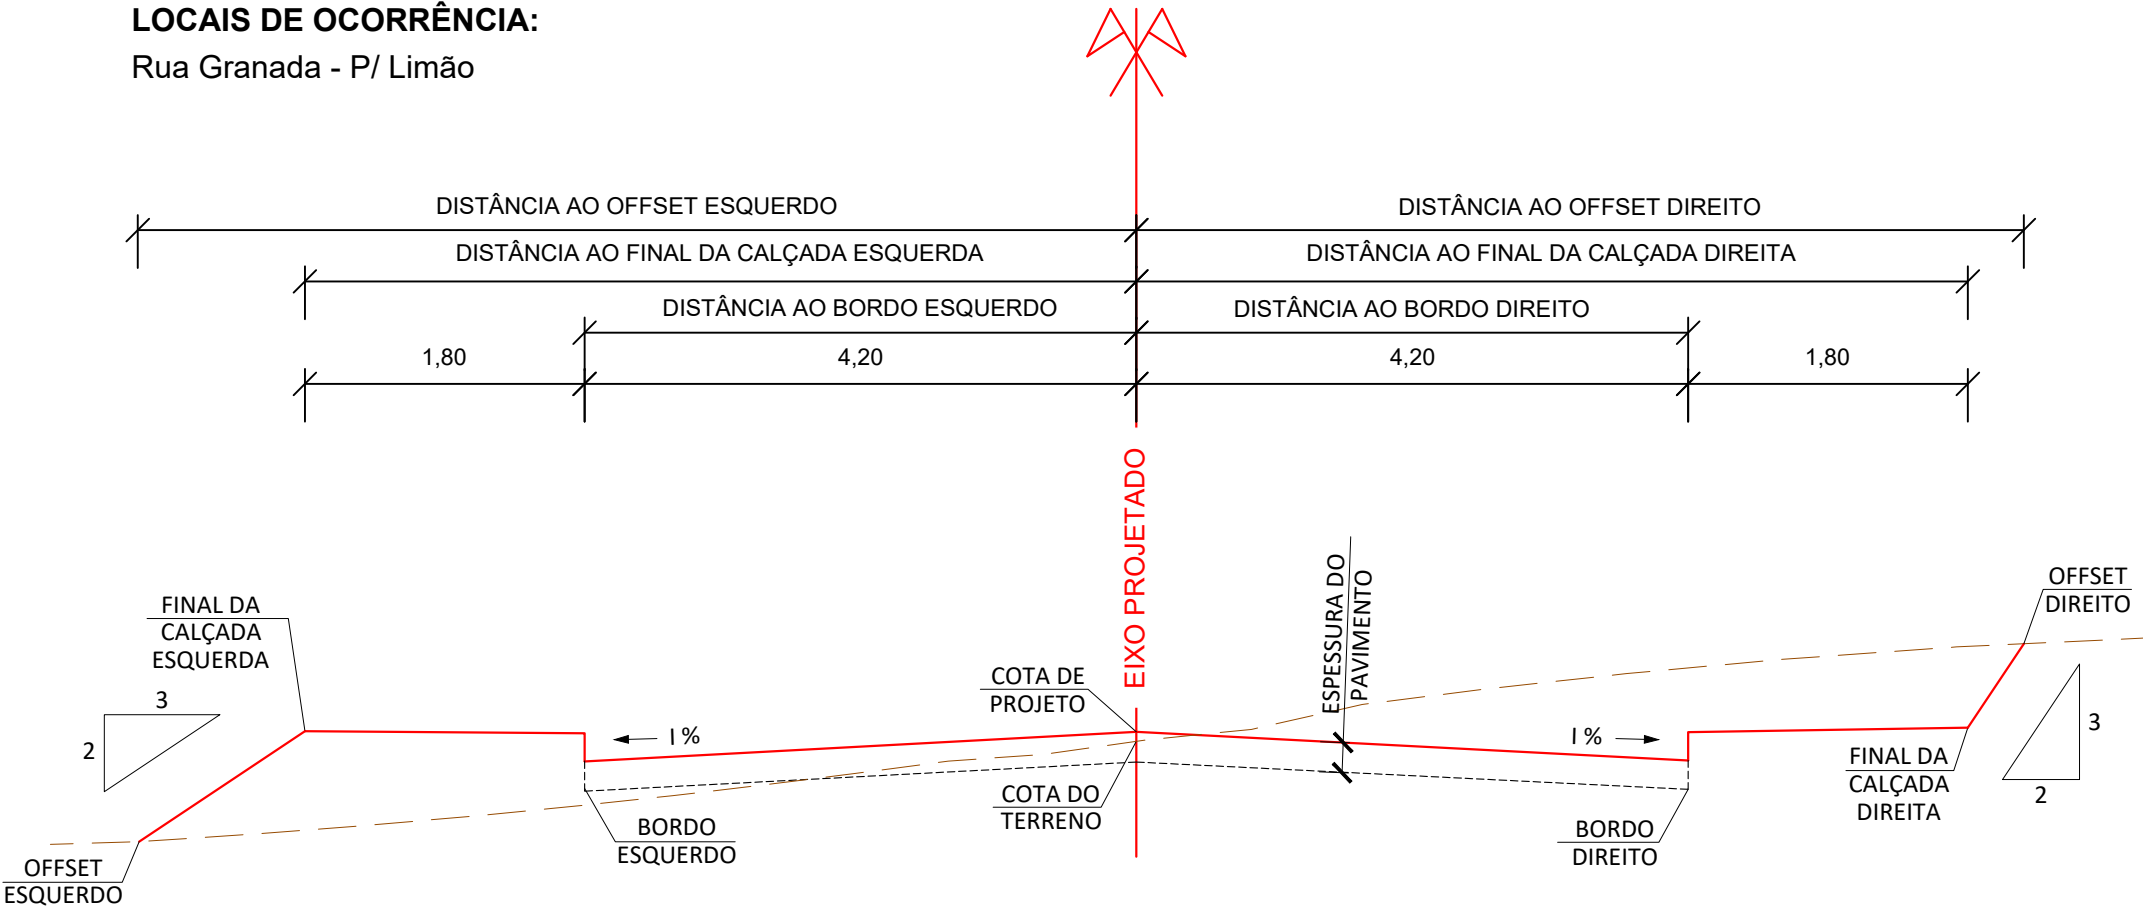 LOCAIS DE OCORRÊNCIA:
Rua Granada - P/ Limão
DISTÂNCIA AO OFFSET ESQUERDO
DISTÂNCIA AO OFFSET DIREITO
DISTÂNCIA AO FINAL DA CALÇADA ESQUERDA
DISTÂNCIA AO FINAL DA CALÇADA DIREITA
DISTÂNCIA AO BORDO ESQUERDO
DISTÂNCIA AO BORDO DIREITO
1,80
4,20
4,20
1,80
EIXO PROJETADO
ESPESSURA DO
PAVIMENTO
OFFSET
DIREITO
FINAL DA
CALÇADA
ESQUERDA
3
2
COTA DE
PROJETO
I %
I %
3
2
FINAL DA
CALÇADA
DIREITA
COTA DO
TERRENO
BORDO
ESQUERDO
BORDO
DIREITO
OFFSET
ESQUERDO